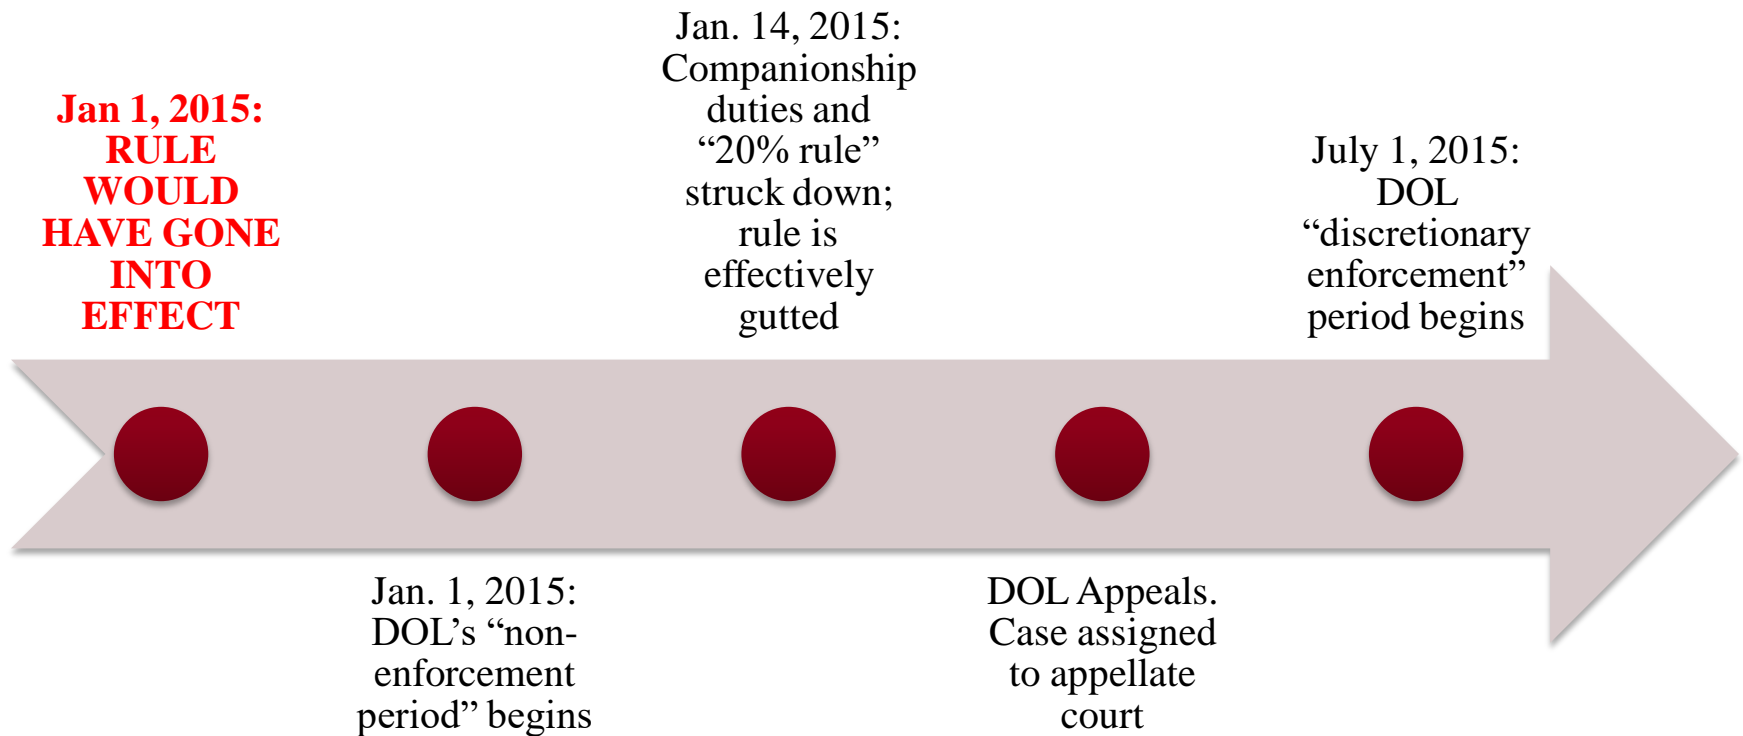 Jan 1, 2015:
RULE
WOULD
HAVE GONE
INTO
EFFECT
Jan. 1, 2015:
DOL’s “non-
enforcement
period” begins
Jan. 14, 2015:
Companionship
duties and
“20% rule”
struck down;
rule is
effectively
gutted
DOL Appeals.
Case assigned
to appellate
court
July 1, 2015:
DOL
“discretionary
enforcement”
period begins